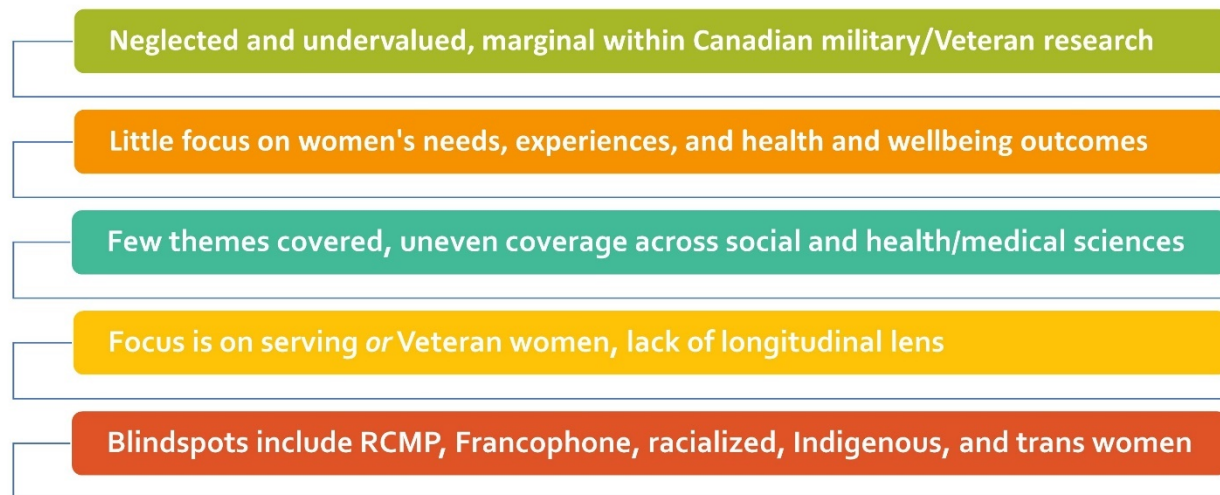 Neglected and undervalued, marginal within Canadian military/Veteran research
Little focus on women's needs, experiences, and health and wellbeing outcomes
Few themes covered, uneven coverage across social and health/medical sciences
Focus is on serving or Veteran women, lack of longitudinal lens
Blindspots include RCMP, Francophone, racialized, Indigenous, and trans women